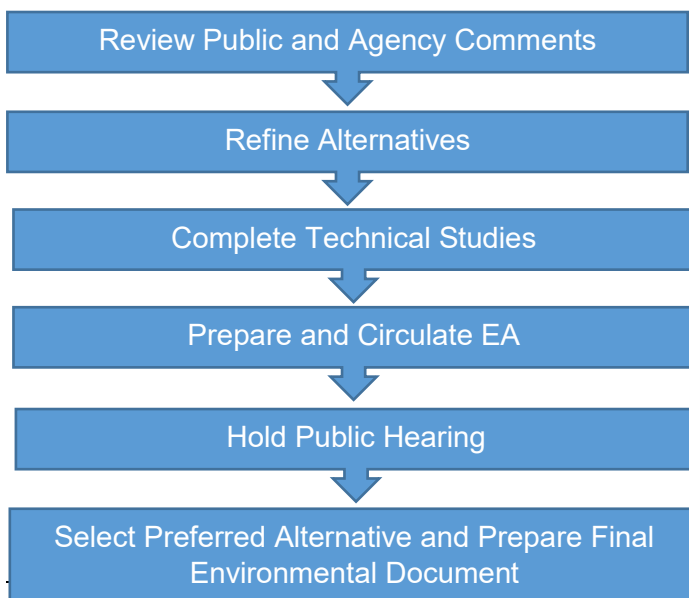 Review Public and Agency Comments
Refine Alternatives
Complete Technical Studies
Prepare and Circulate EA
Hold Public Hearing
Select Preferred Alternative and Prepare Final
Environmental Document